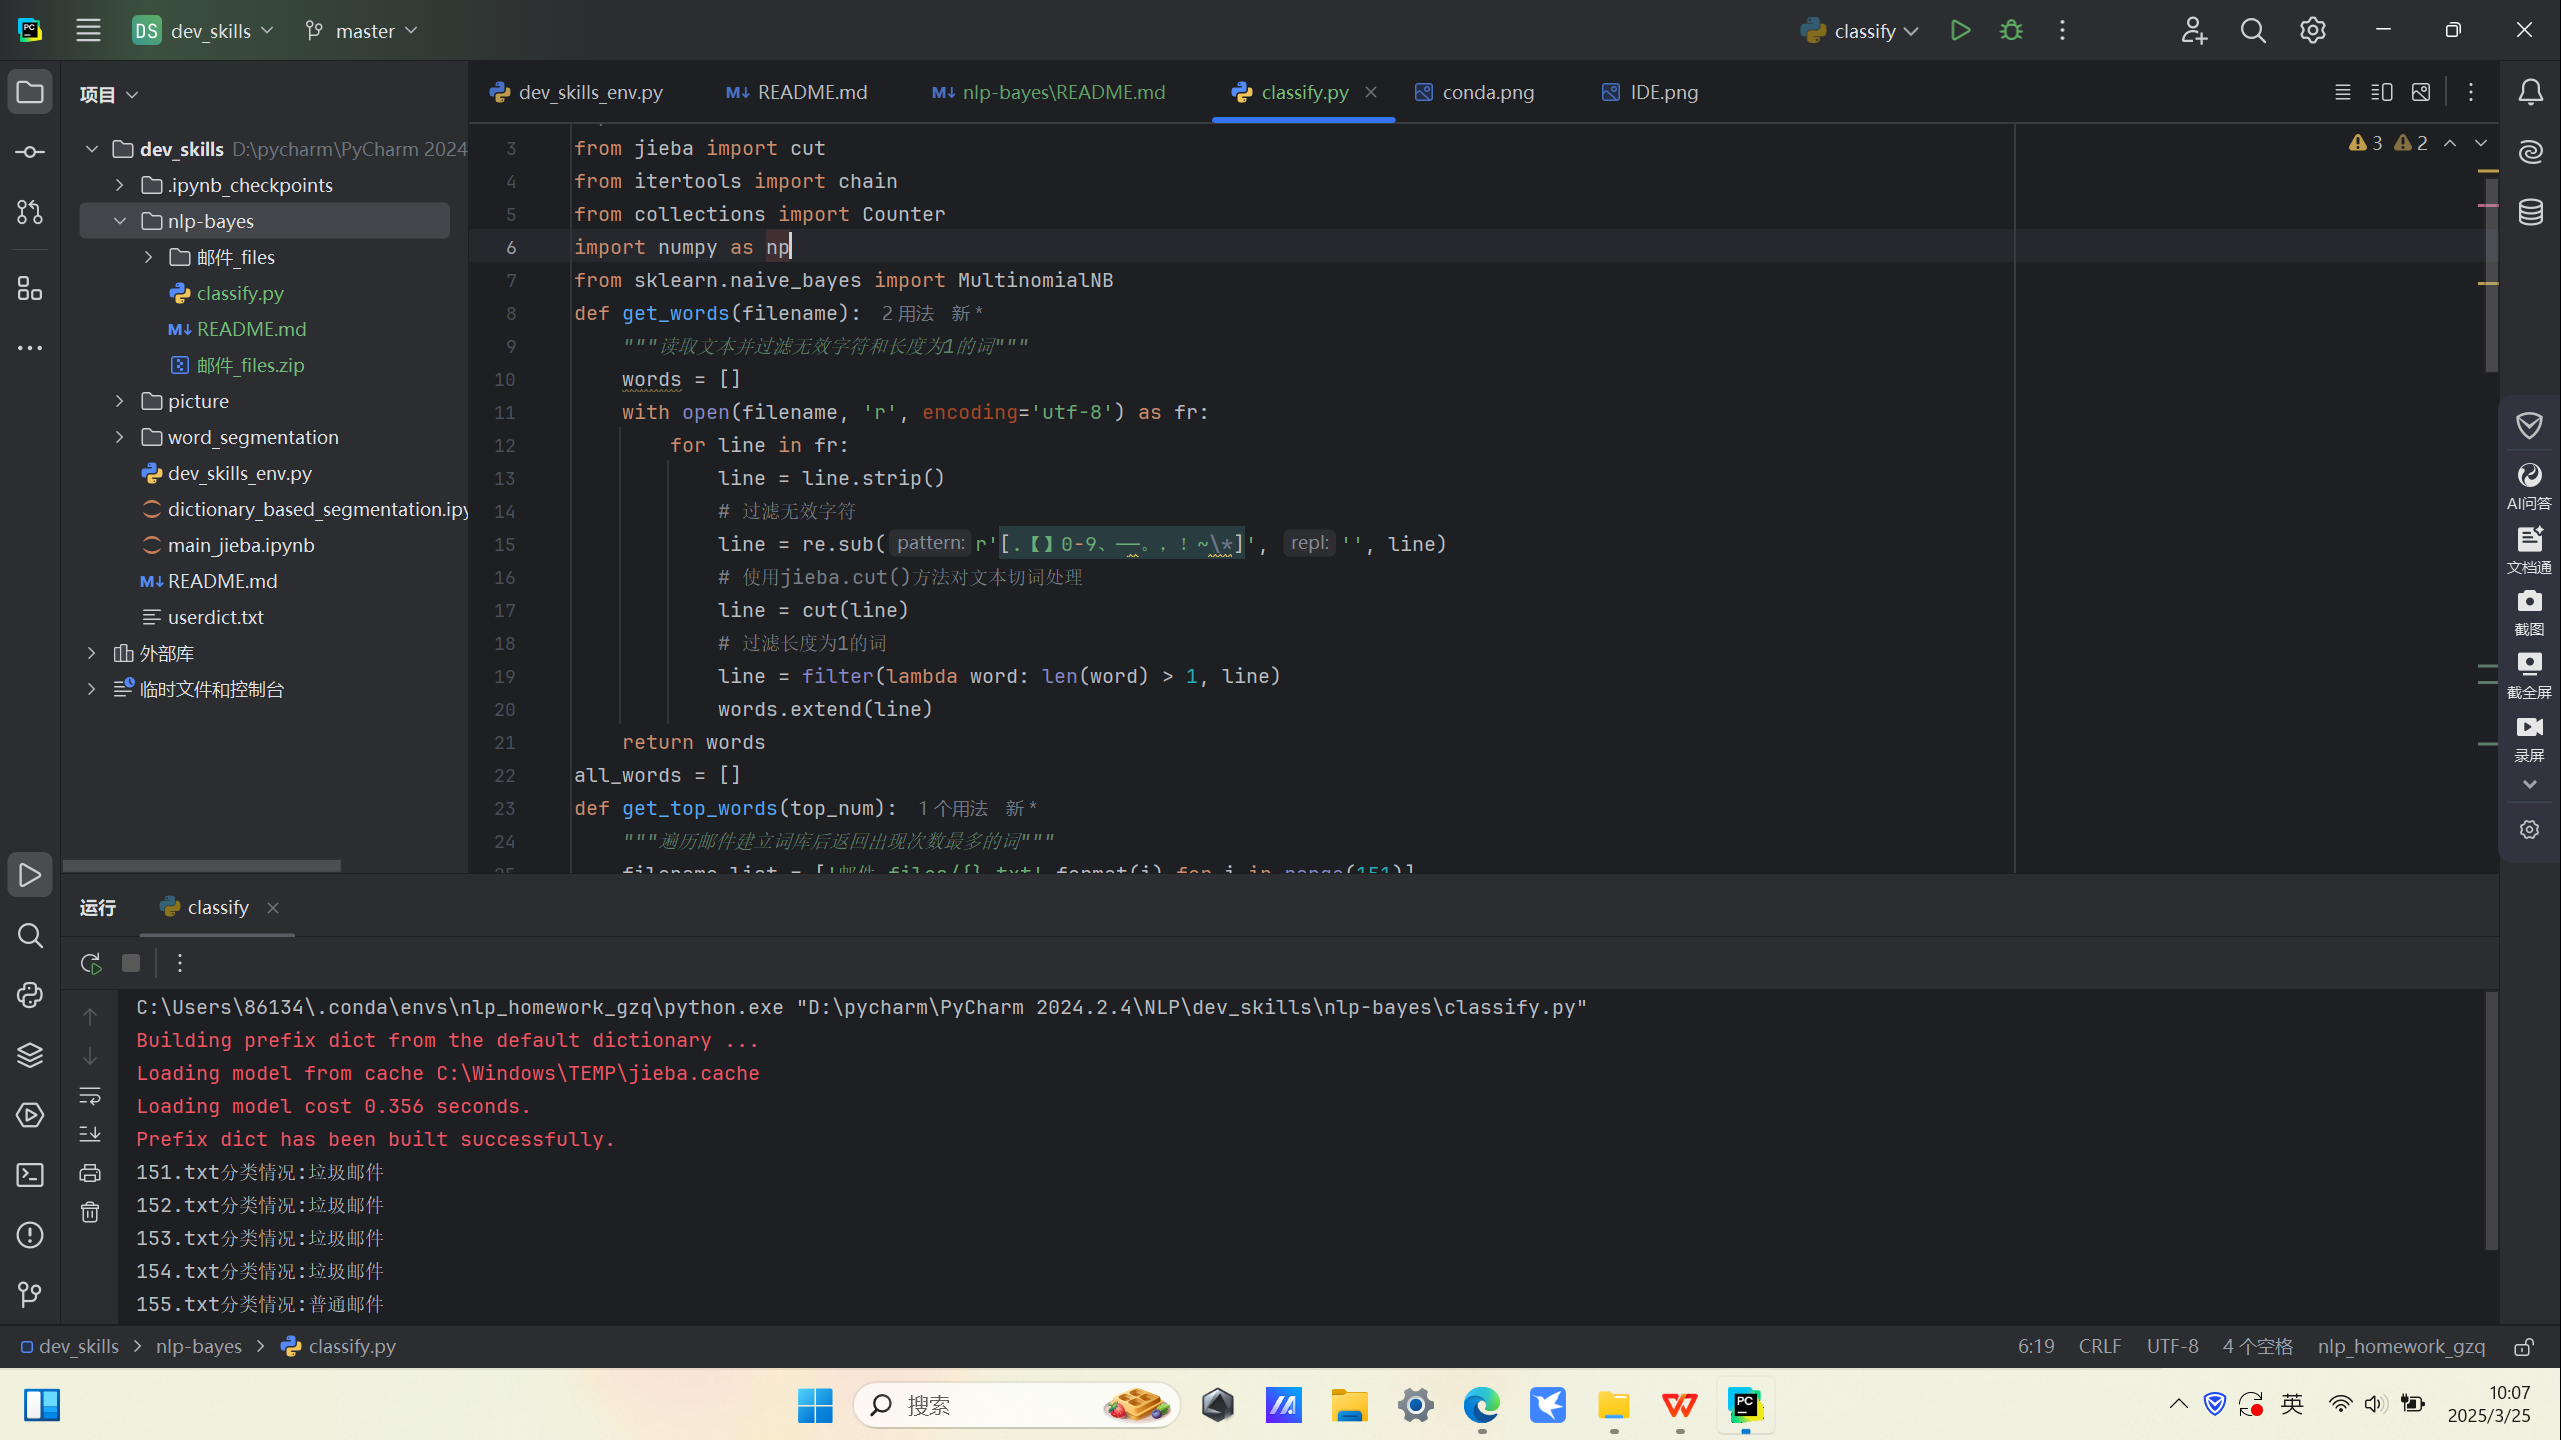 DS dev_skills master classify
项目
dev_skills_env.py README.md nlp-bayes\README.md classify.py conda.png IDE.png
dev_skills D:\pycharm\PyCharm 2024
.ipynb_checkpoints
nlp-bayes
邮件_files
classify.py
README.md
邮件_files.zip
picture
word_segmentation
dev_skills_env.py
dictionary_based_segmentation.ipy
main_jieba.ipynb
README.md
userdict.txt
外部库
临时文件和控制台
3 2
3 from jieba import cut
4 from itertools import chain
5 from collections import Counter
6 import numpy as np
7 from sklearn.naive_bayes import MultinomialNB
8 def get_words(filename): 2 用法 新 *
9 """读取文本并过滤无效字符和长度为1的词"""
10 words = []
11 with open(filename, 'r', encoding='utf-8') as fr:
12 for line in fr:
13 line = line.strip()
14 # 过滤无效字符
15 line = re.sub( pattern: r'[.【】0-9、——。，！~\*]', repl: '', line)
16 # 使用jieba.cut()方法对文本切词处理
17 line = cut(line)
18 # 过滤长度为1的词
19 line = filter(lambda word: len(word) > 1, line)
20 words.extend(line)
21 return words
22 all_words = []
23 def get_top_words(top_num): 1 个用法 新 *
24 """遍历邮件建立词库后返回出现次数最多的词"""
25 filename_list = ['邮件_files/{}.txt'.format(i) for i in range(151)]
AI问答
文档通
截图
截全屏
录屏
运行 classify
C:\Users\86134\.conda\envs\nlp_homework_gzq\python.exe "D:\pycharm\PyCharm 2024.2.4\NLP\dev_skills\nlp-bayes\classify.py"
Building prefix dict from the default dictionary ...
Loading model from cache C:\Windows\TEMP\jieba.cache
Loading model cost 0.356 seconds.
Prefix dict has been built successfully.
151.txt分类情况:垃圾邮件
152.txt分类情况:垃圾邮件
153.txt分类情况:垃圾邮件
154.txt分类情况:垃圾邮件
155.txt分类情况:普通邮件
dev_skills nlp-bayes classify.py 6:19 CRLF UTF-8 4 个空格 nlp_homework_gzq
搜索 英 10:07
2025/3/25